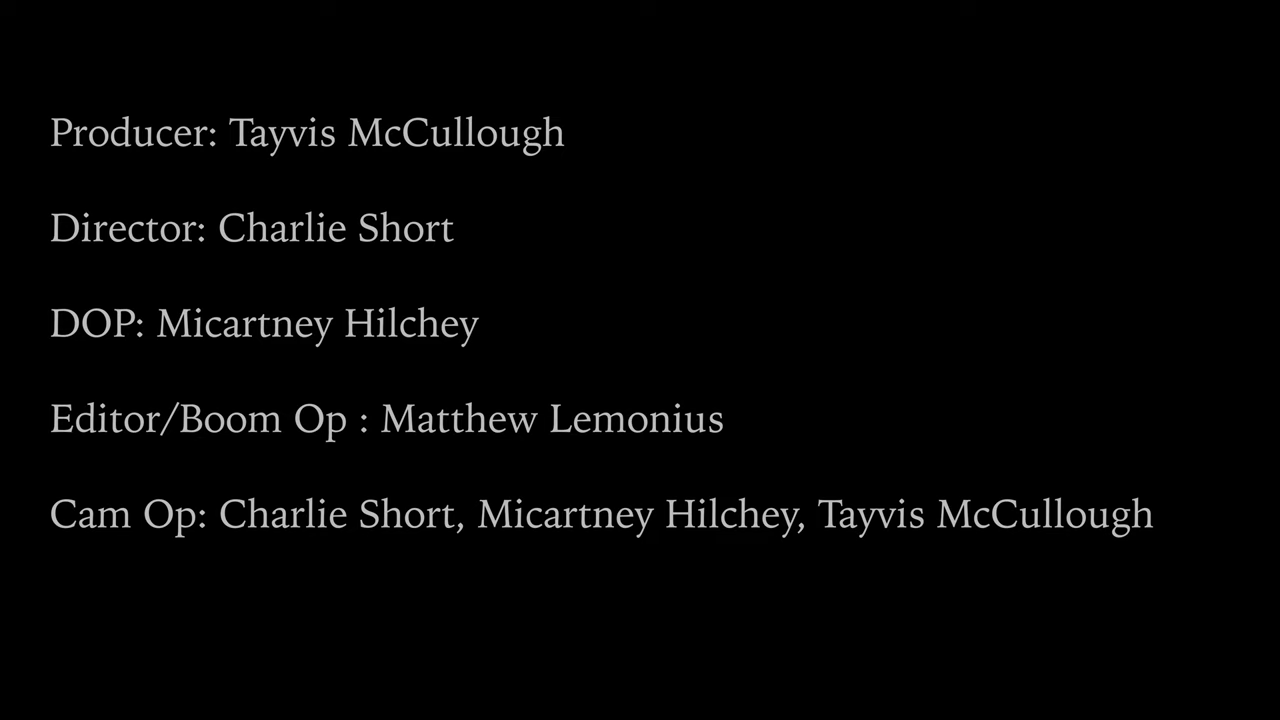 Producer: Tayvis McCullough
Director: Charlie Short
DOP: Micartney Hilchey
Editor/Boom Op : Matthew Lemonius
Cam Op: Charlie Short, Micartney Hilchey, Tayvis McCullough